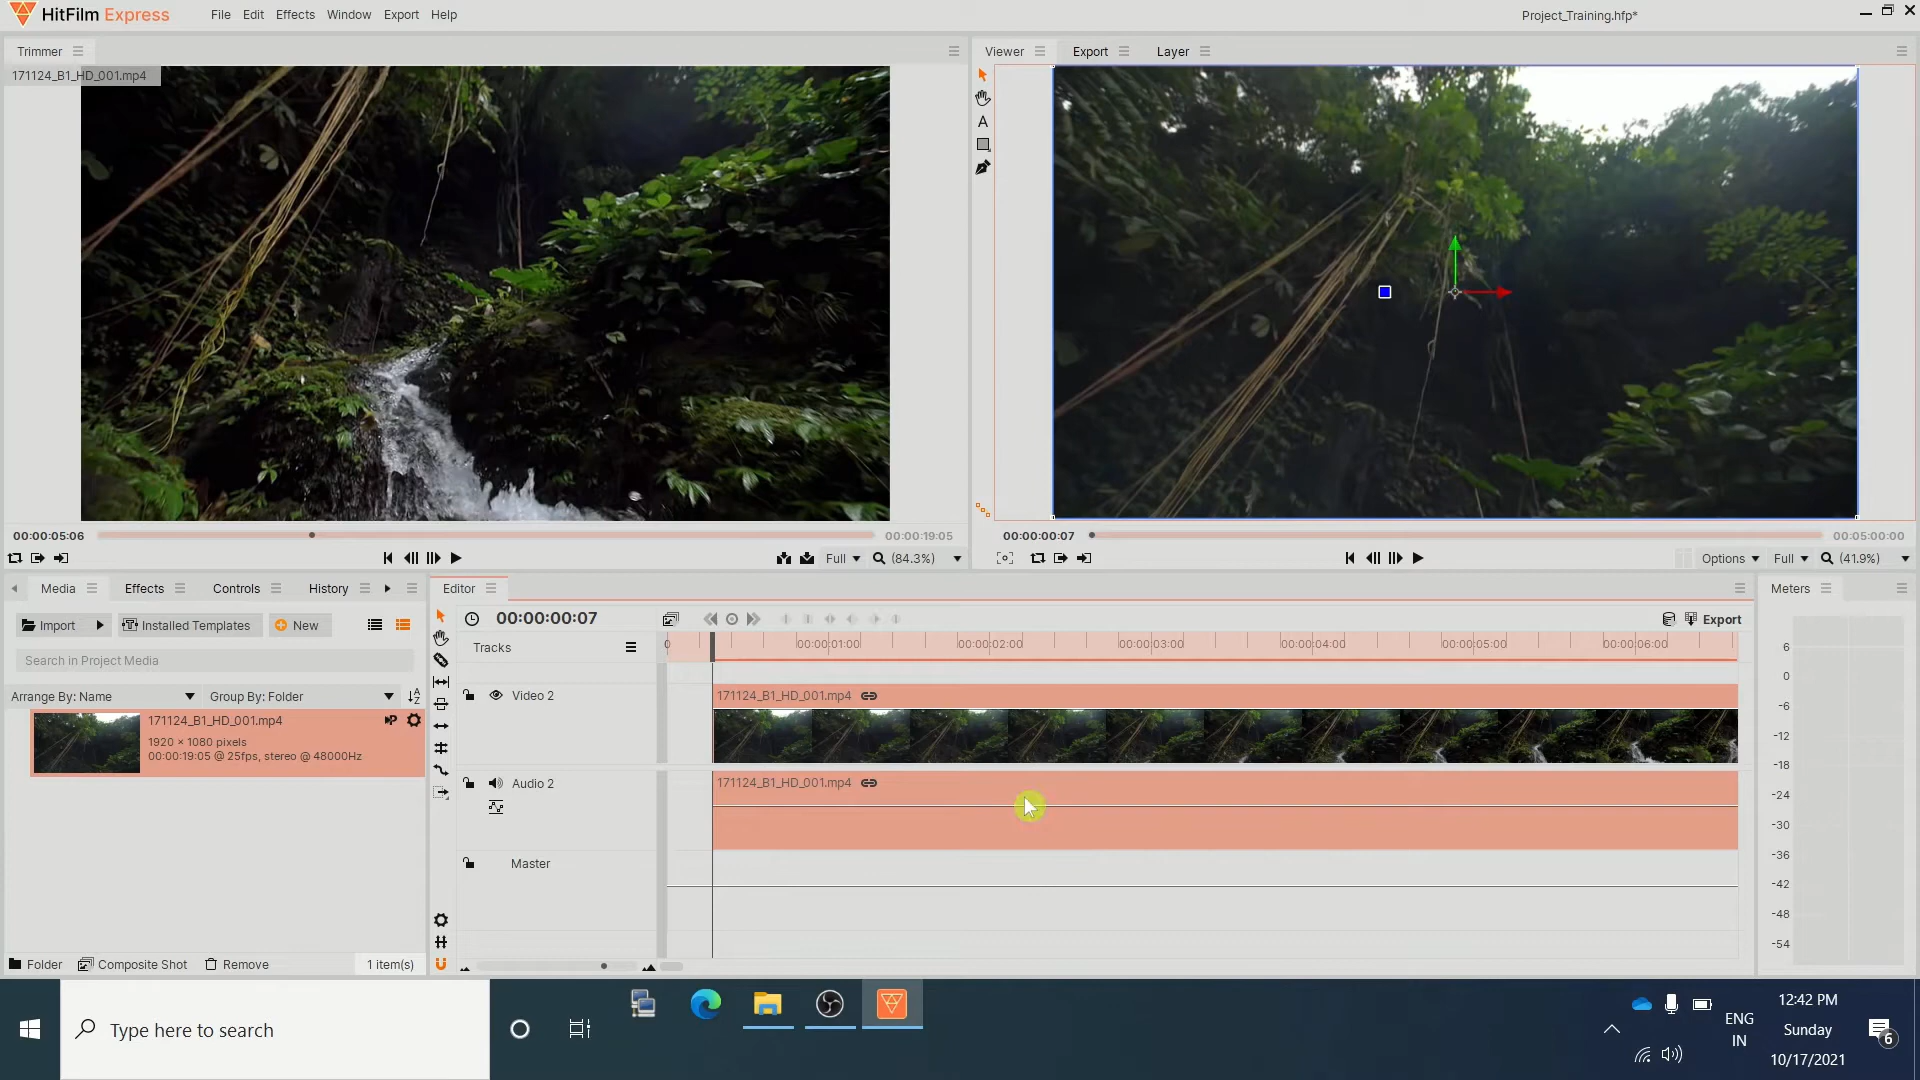 HitFilm Express
File Edit Effects Window Export Help
Project_Training.hfp*
Trimmer
171124_B1_HD_001.mp4
Viewer Export Layer
A
00:00:05:06
00:00:19:05
Full (84.3%)
00:00:00:07
00:05:00:00
Options Full (41.9%)
Media Effects Controls History
Import Installed Templates New
Search in Project Media
Arrange By: Name Group By: Folder
171124_B1_HD_001.mp4
1920 × 1080 pixels
00:00:19:05 @ 25fps, stereo @ 48000Hz
Folder Composite Shot Remove 1 item(s)
Editor
00:00:00:07
Export
Tracks
0 00:00:01:00 00:00:02:00 00:00:03:00 00:00:04:00 00:00:05:00 00:00:06:00
Video 2
171124_B1_HD_001.mp4
Audio 2
171124_B1_HD_001.mp4
Master
Meters
6
0
-6
-12
-18
-24
-30
-36
-42
-48
-54
Type here to search
ENG
IN
12:42 PM
Sunday
10/17/2021
6